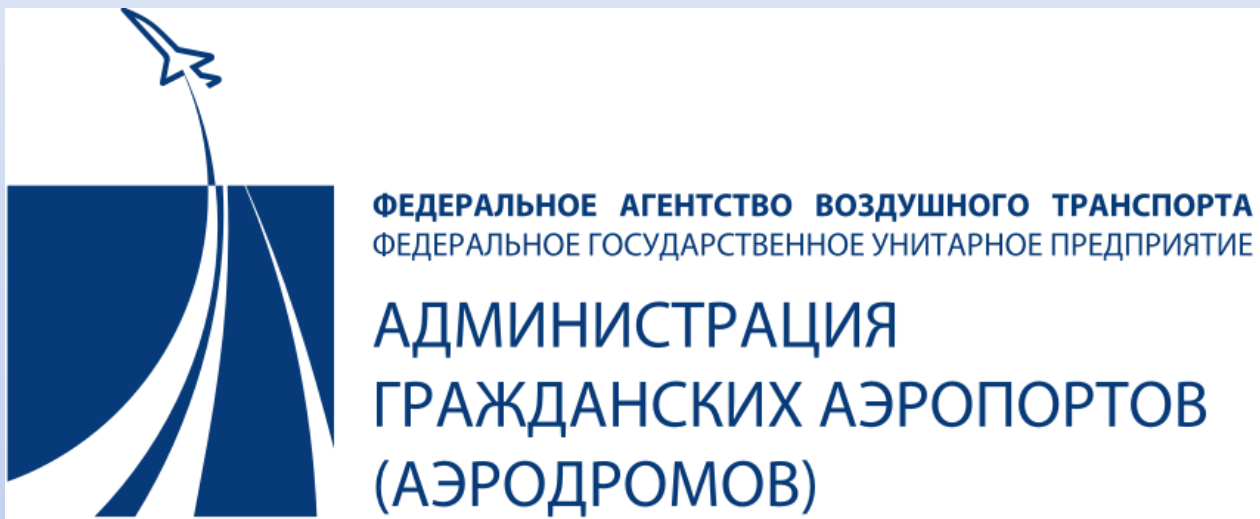 ФЕДЕРАЛЬНОЕ АГЕНТСТВО ВОЗДУШНОГО ТРАНСПОРТА
ФЕДЕРАЛЬНОЕ ГОСУДАРСТВЕННОЕ УНИТАРНОЕ ПРЕДПРИЯТИЕ
АДМИНИСТРАЦИЯ
ГРАЖДАНСКИХ АЭРОПОРТОВ
(АЭРОДРОМОВ)